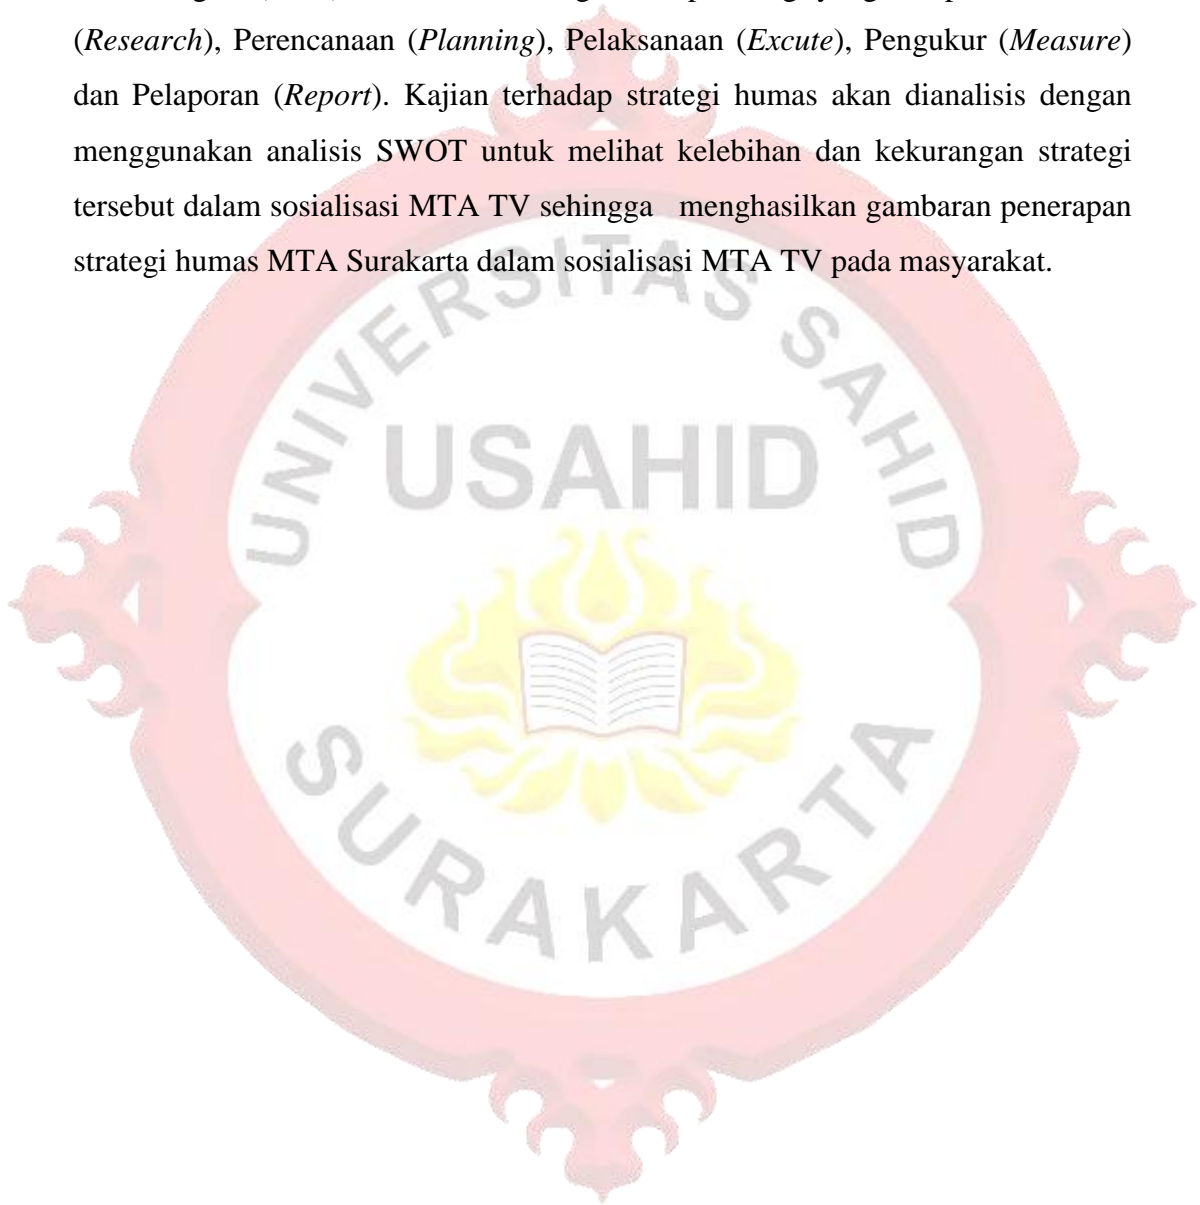 (Research), Perencanaan (Planning), Pelaksanaan (Excute), Pengukur (Measure)
dan Pelaporan (Report). Kajian terhadap strategi humas akan dianalisis dengan
menggunakan analisis SWOT untuk melihat kelebihan dan kekurangan strategi
tersebut dalam sosialisasi MTA TV sehingga menghasilkan gambaran penerapan
strategi humas MTA Surakarta dalam sosialisasi MTA TV pada masyarakat.
UNIVERSITAS SAHID
USAHID
SURAKARTA